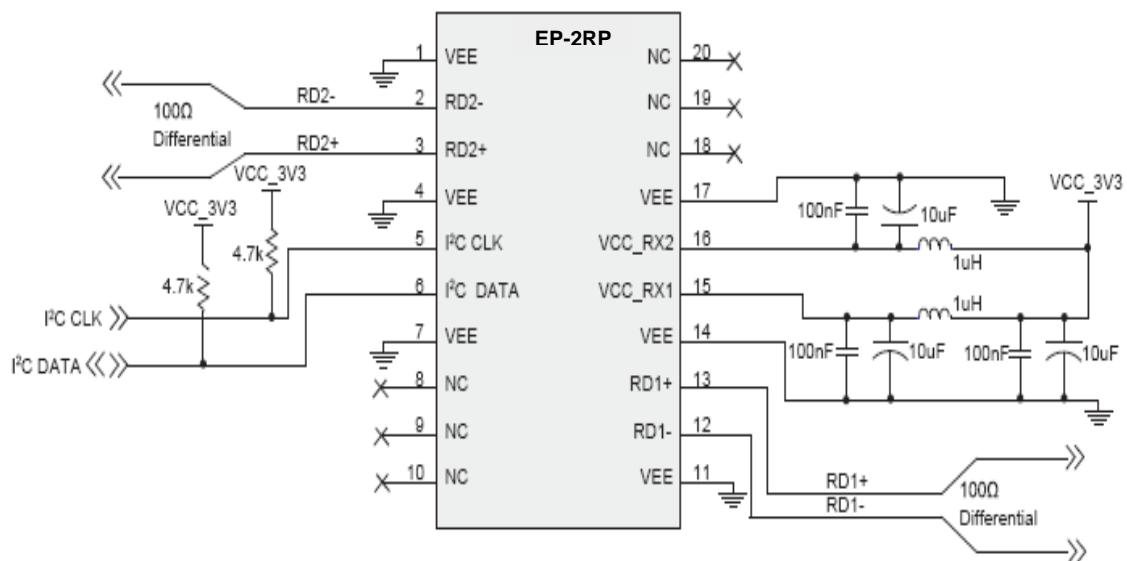 EP-2RP
1 VEE NC 20
RD2- 2 RD2- NC 19
100Ω
Differential
RD2+ 3 RD2+ NC 18
VCC_3V3
VCC_3V3
4 VEE VEE 17
100nF 10uF
VCC_3V3
5 I²C CLK VCC_RX2 16
4.7k
1uH
4.7k
6 I²C DATA VCC_RX1 15
1uH
I²C CLK
7 VEE VEE 14
100nF 10uF 100nF 10uF
I²C DATA
8 NC RD1+ 13
9 NC RD1- 12
10 NC VEE 11
RD1+
RD1-
100Ω
Differential